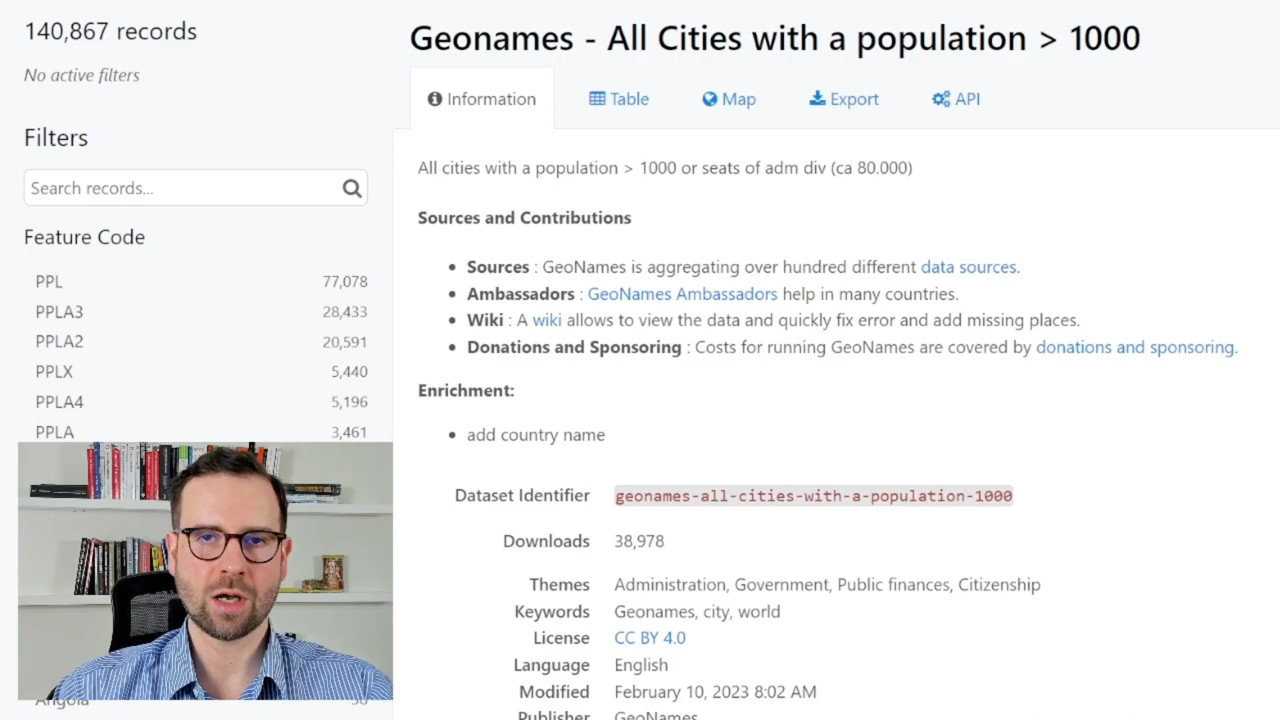 140,867 records
No active filters
Filters
Search records...
Feature Code
PPL 77,078
PPLA3 28,433
PPLA2 20,591
PPLX 5,440
PPLA4 5,196
PPLA 3,461
Angola
Geonames - All Cities with a population > 1000
Information Table Map Export API
All cities with a population > 1000 or seats of adm div (ca 80.000)
Sources and Contributions
• Sources : GeoNames is aggregating over hundred different data sources.
• Ambassadors : GeoNames Ambassadors help in many countries.
• Wiki : A wiki allows to view the data and quickly fix error and add missing places.
• Donations and Sponsoring : Costs for running GeoNames are covered by donations and sponsoring.
Enrichment:
• add country name
Dataset Identifier geonames-all-cities-with-a-population-1000
Downloads 38,978
Themes Administration, Government, Public finances, Citizenship
Keywords Geonames, city, world
License CC BY 4.0
Language English
Modified February 10, 2023 8:02 AM
Publisher GeoNames